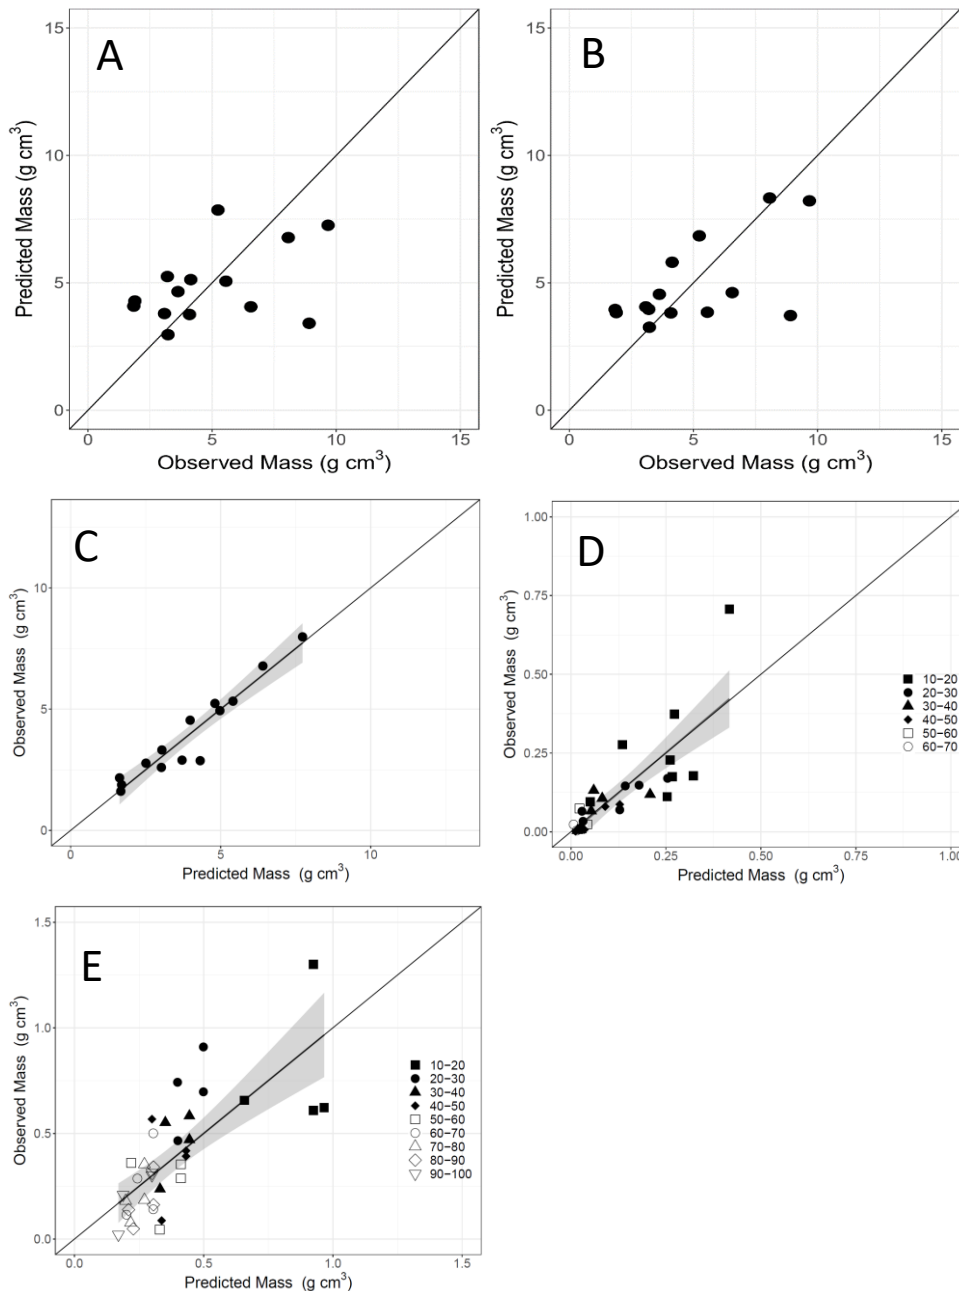 A
15
10
5
0
Predicted Mass (g cm³)
0 5 10 15
Observed Mass (g cm³)
B
15
10
5
0
Predicted Mass (g cm³)
0 5 10 15
Observed Mass (g cm³)
C
10
5
0
Observed Mass (g cm³)
0 5 10
Predicted Mass (g cm³)
D
1.00
0.75
0.50
0.25
0.00
Observed Mass (g cm³)
10−20
20−30
30−40
40−50
50−60
60−70
0.00 0.25 0.50 0.75 1.00
Predicted Mass (g cm³)
E
1.5
1.0
0.5
0.0
Observed Mass (g cm³)
10−20
20−30
30−40
40−50
50−60
60−70
70−80
80−90
90−100
0.0 0.5 1.0 1.5
Predicted Mass (g cm³)